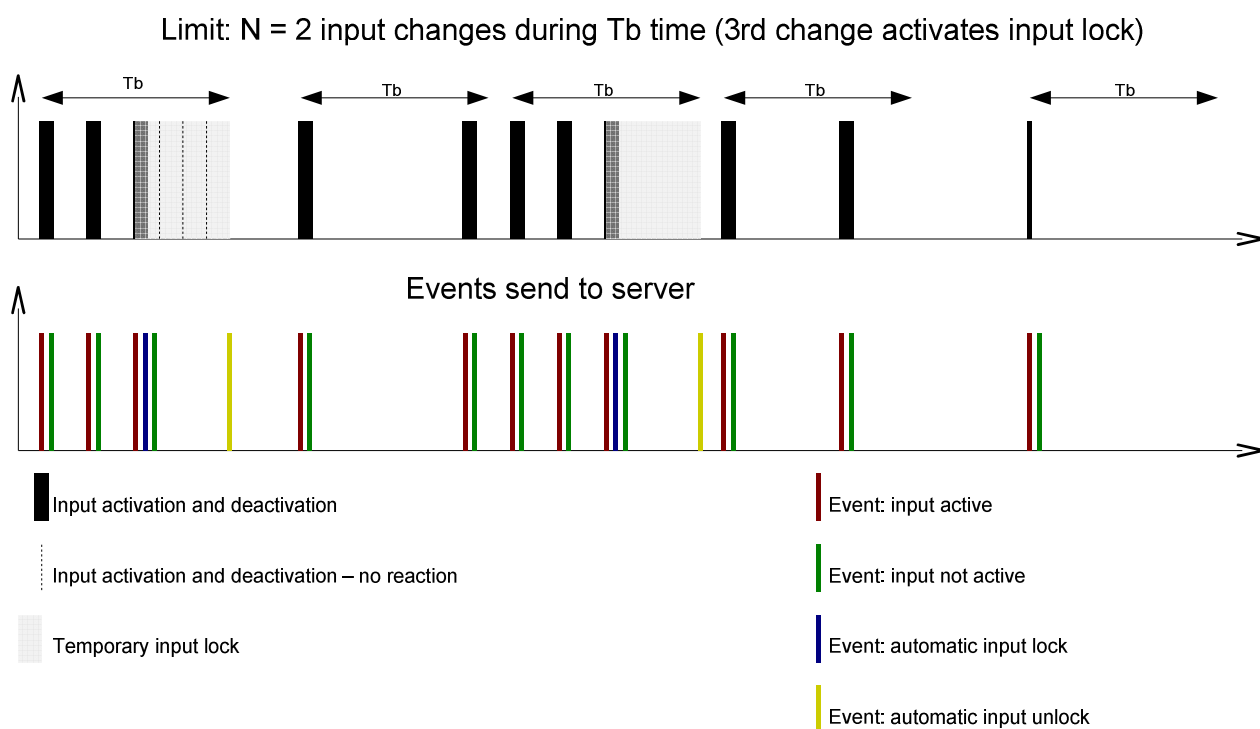 Limit: N = 2 input changes during Tb time (3rd change activates input lock)
Tb
Tb
Tb
Tb
Tb
Events send to server
Input activation and deactivation
Event: input active
Input activation and deactivation – no reaction
Event: input not active
Temporary input lock
Event: automatic input lock
Event: automatic input unlock